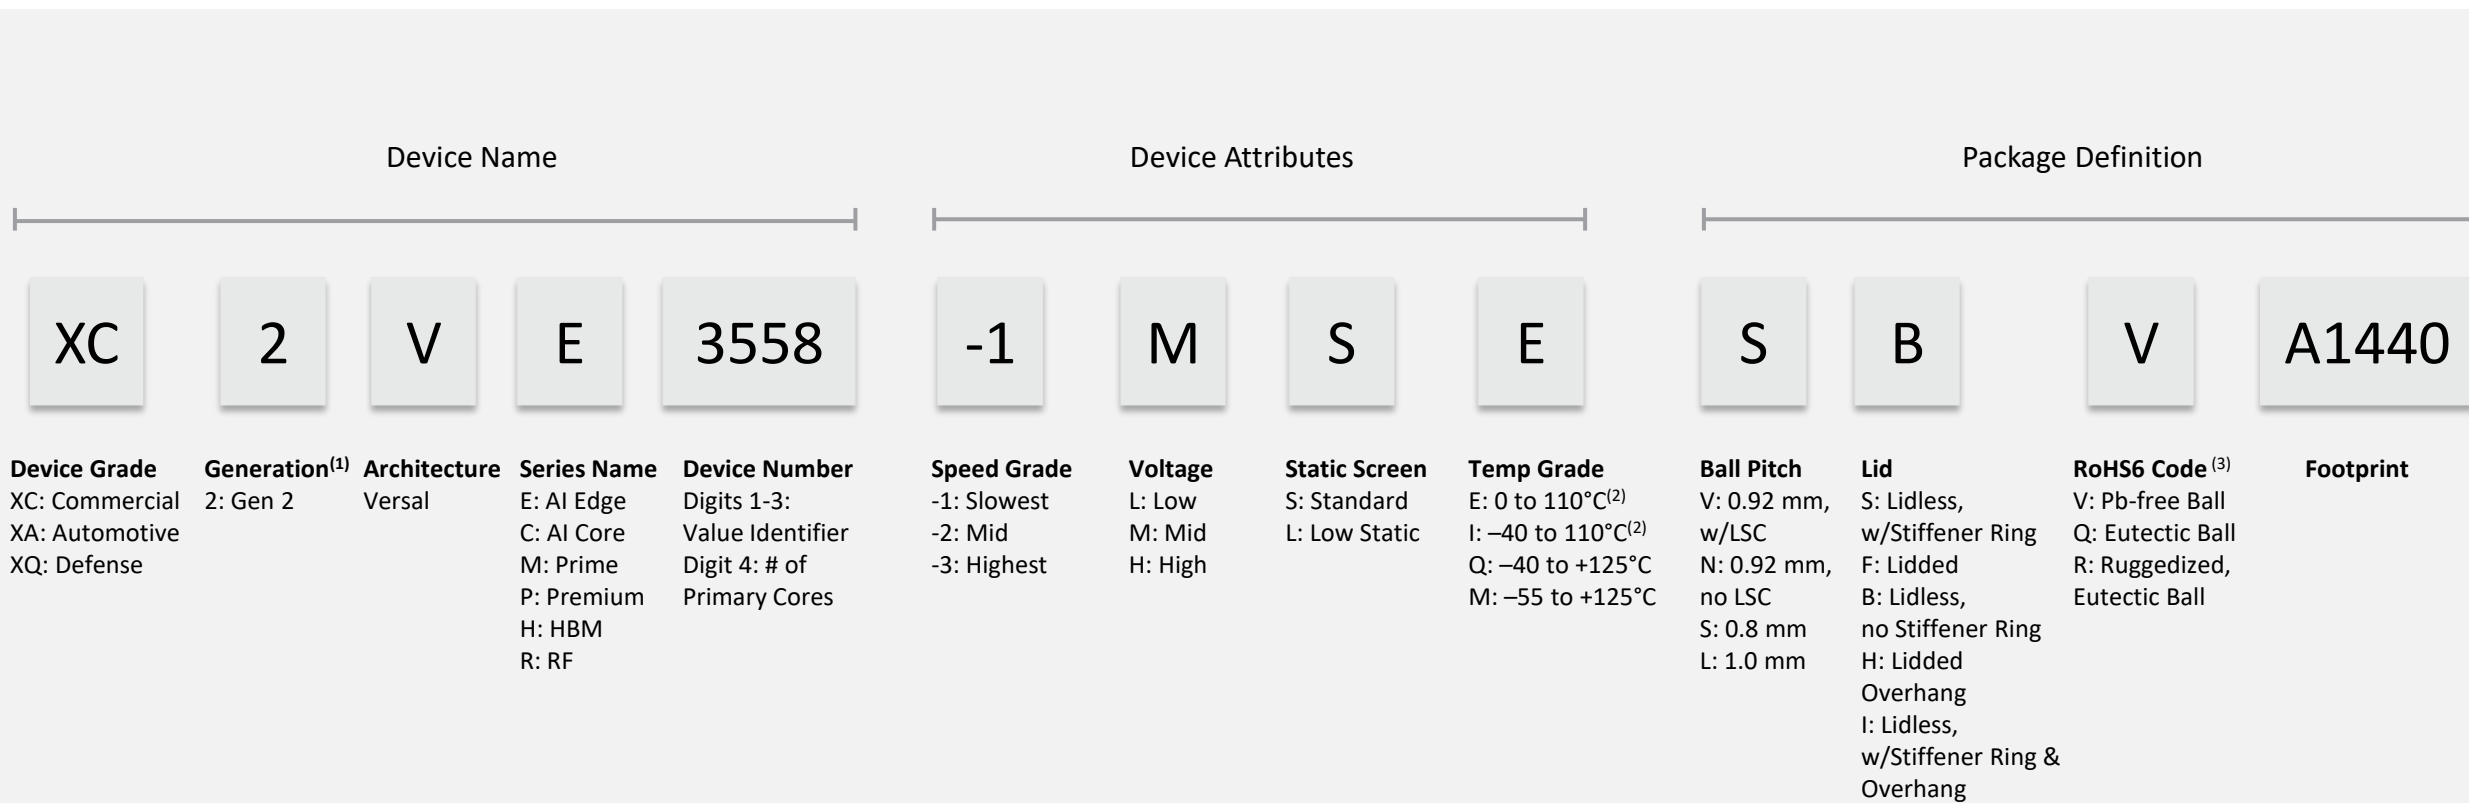 Device Name
Device Attributes
Package Definition
XC 2 V E 3558 -1 M S E S B V A1440
Device Grade
XC: Commercial
XA: Automotive
XQ: Defense
Generation(1)
2: Gen 2
Architecture
Versal
Series Name
E: AI Edge
C: AI Core
M: Prime
P: Premium
H: HBM
R: RF
Device Number
Digits 1-3:
Value Identifier
Digit 4: # of
Primary Cores
Speed Grade
-1: Slowest
-2: Mid
-3: Highest
Voltage
L: Low
M: Mid
H: High
Static Screen
S: Standard
L: Low Static
Temp Grade
E: 0 to 110°C(2)
I: –40 to 110°C(2)
Q: –40 to +125°C
M: –55 to +125°C
Ball Pitch
V: 0.92 mm,
w/LSC
N: 0.92 mm,
no LSC
S: 0.8 mm
L: 1.0 mm
Lid
S: Lidless,
w/Stiffener Ring
F: Lidded
B: Lidless,
no Stiffener Ring
H: Lidded
Overhang
I: Lidless,
w/Stiffener Ring &
Overhang
RoHS6 Code (3)
V: Pb-free Ball
Q: Eutectic Ball
R: Ruggedized,
Eutectic Ball
Footprint